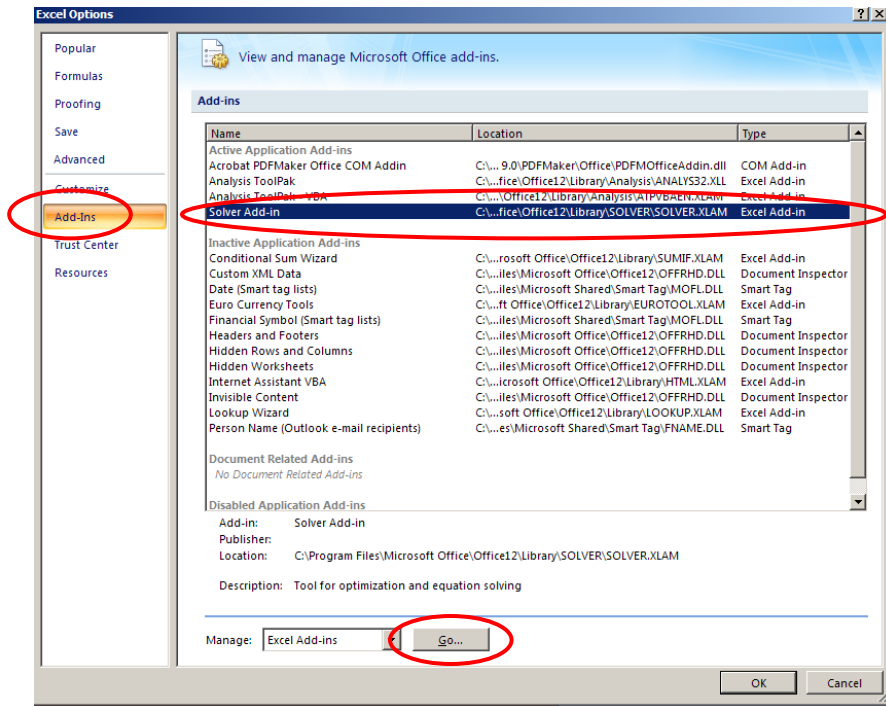 Excel Options
Popular
Formulas
Proofing
Save
Advanced
Customize
Add-Ins
Trust Center
Resources
View and manage Microsoft Office add-ins.
Add-ins
Name Location Type
Active Application Add-ins
Acrobat PDFMaker Office COM Addin C:\... 9.0\PDFMaker\Office\PDFMOfficeAddin.dll COM Add-in
Analysis ToolPak C:\...fice\Office12\Library\Analysis\ANALYS32.XLL Excel Add-in
Analysis ToolPak - VBA C:\...\Office12\Library\Analysis\ATPVBAEN.XLAM Excel Add-in
Solver Add-in C:\...fice\Office12\Library\SOLVER\SOLVER.XLAM Excel Add-in
Inactive Application Add-ins
Conditional Sum Wizard C:\...rosoft Office\Office12\Library\SUMIF.XLAM Excel Add-in
Custom XML Data C:\...iles\Microsoft Office\Office12\OFFRHD.DLL Document Inspector
Date (Smart tag lists) C:\...iles\Microsoft Shared\Smart Tag\MOFL.DLL Smart Tag
Euro Currency Tools C:\...ft Office\Office12\Library\EUROTOOL.XLAM Excel Add-in
Financial Symbol (Smart tag lists) C:\...iles\Microsoft Shared\Smart Tag\MOFL.DLL Smart Tag
Headers and Footers C:\...iles\Microsoft Office\Office12\OFFRHD.DLL Document Inspector
Hidden Rows and Columns C:\...iles\Microsoft Office\Office12\OFFRHD.DLL Document Inspector
Hidden Worksheets C:\...iles\Microsoft Office\Office12\OFFRHD.DLL Document Inspector
Internet Assistant VBA C:\...icrosoft Office\Office12\Library\HTML.XLAM Excel Add-in
Invisible Content C:\...iles\Microsoft Office\Office12\OFFRHD.DLL Document Inspector
Lookup Wizard C:\...soft Office\Office12\Library\LOOKUP.XLAM Excel Add-in
Person Name (Outlook e-mail recipients) C:\...es\Microsoft Shared\Smart Tag\FNAME.DLL Smart Tag
Document Related Add-ins
No Document Related Add-ins
Disabled Application Add-ins
Add-in: Solver Add-in
Publisher:
Location: C:\Program Files\Microsoft Office\Office12\Library\SOLVER\SOLVER.XLAM
Description: Tool for optimization and equation solving
Manage: Excel Add-ins Go...
OK Cancel